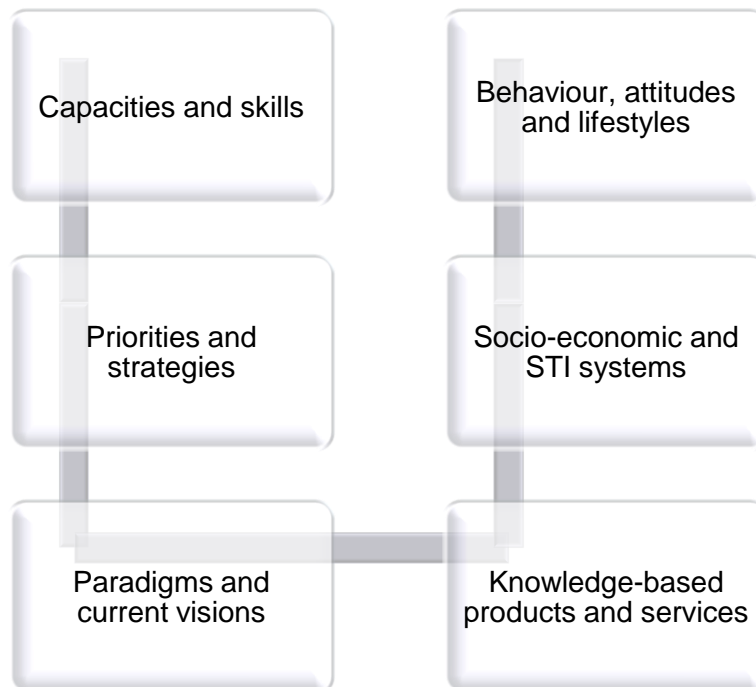 Capacities and skills
Priorities and
strategies
Paradigms and
current visions
Knowledge-based
products and services
Socio-economic and
STI systems
Behaviour, attitudes
and lifestyles